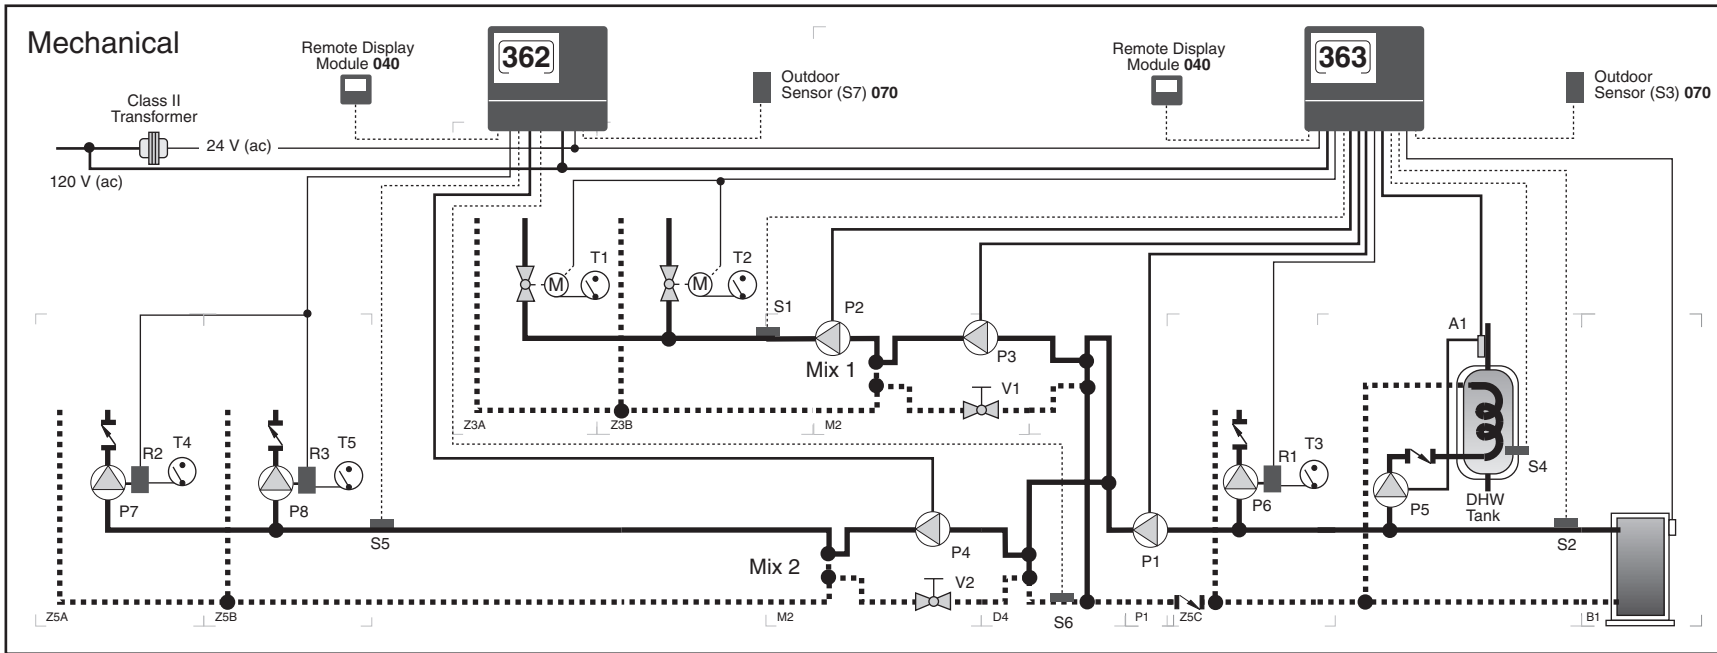 Mechanical
Remote Display
Module 040
362
Outdoor
Sensor (S7) 070
Remote Display
Module 040
363
Outdoor
Sensor (S3) 070
Class II
Transformer
24 V (ac)
120 V (ac)
M
T1
M
T2
S1
P2
P3
Mix 1
V1
A1
Z3A
Z3B
M2
R2
T4
R3
T5
P7
P8
S5
R1
T3
P6
P5
S4
DHW
Tank
S2
P4
P1
Mix 2
V2
S6
Z5A
Z5B
M2
D4
P1
Z5C
B1